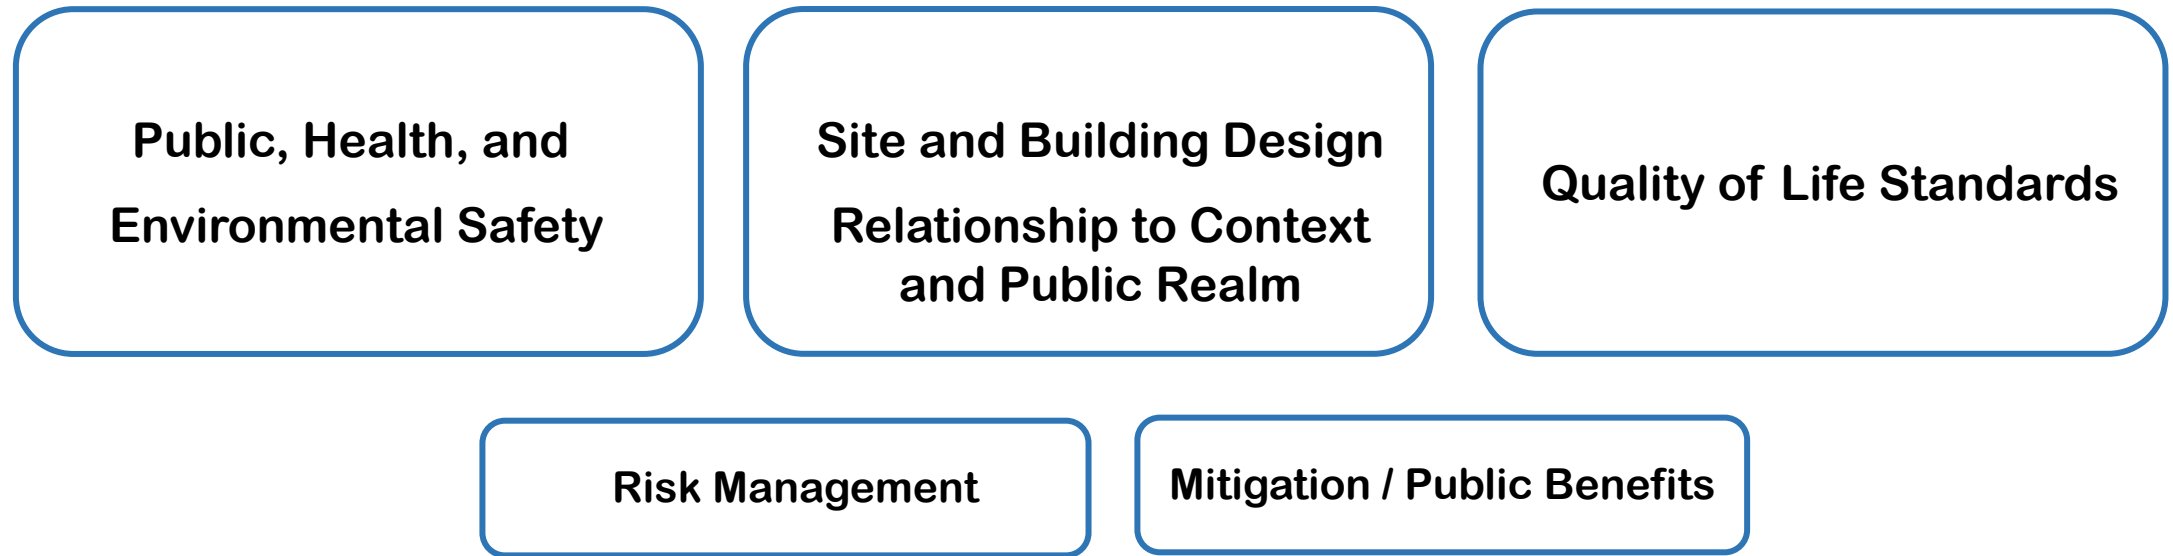 Public, Health, and
Environmental Safety
Site and Building Design
Relationship to Context
and Public Realm
Quality of Life Standards
Risk Management
Mitigation / Public Benefits